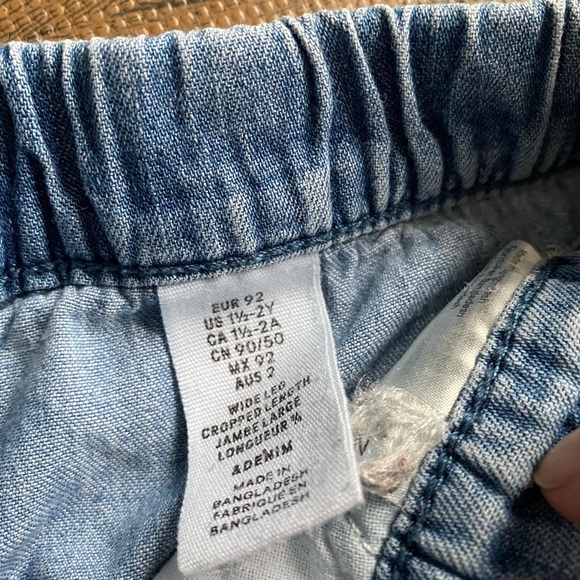 EUR 92
US 1½-2Y
CA 1½-2A
CN 90/50
MX 92
AUS 2
WIDE LEG
CROPPED LENGTH
JAMBE LARGE
LONGUEUR ¾
&DENIM
MADE IN
BANGLADESH
FABRIQUE EN
BANGLADESH